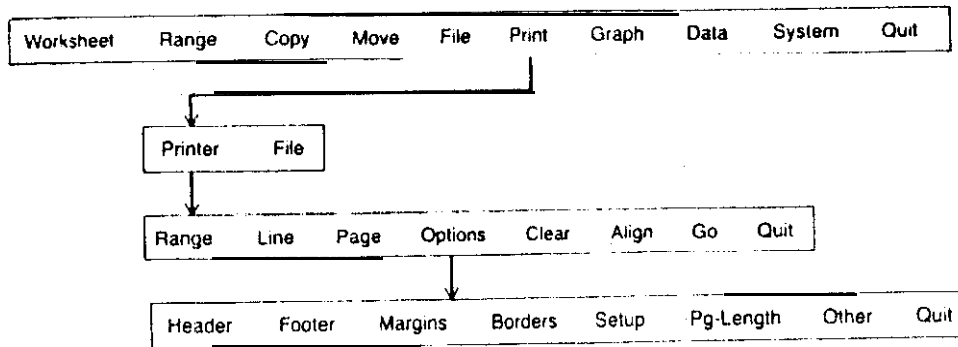 Worksheet Range Copy Move File Print Graph Data System Quit
Printer File
Range Line Page Options Clear Align Go Quit
Header Footer Margins Borders Setup Pg-Length Other Quit